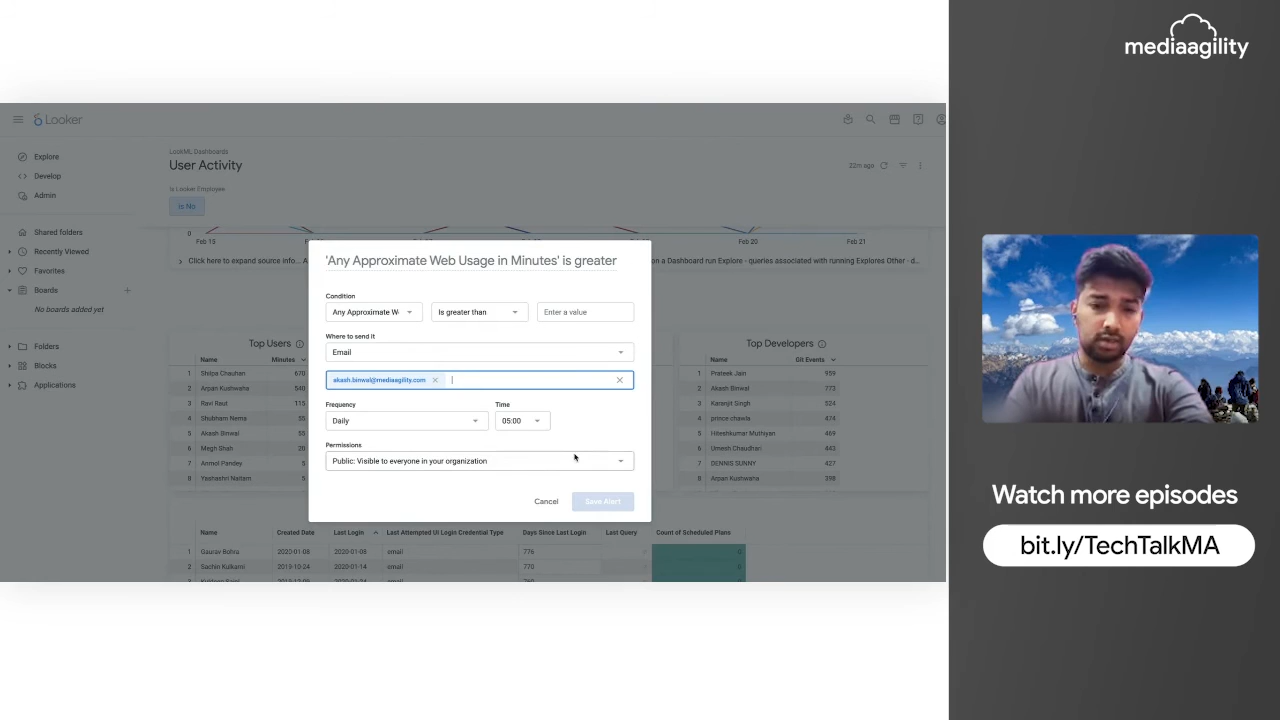 mediaagility
Looker
Explore
Develop
Admin
Shared folders
Recently Viewed
Favorites
Boards
No boards added yet
Folders
Blocks
Applications
LookML Dashboards
User Activity
22m ago
Is Looker Employee
is No
0
Feb 15
Feb 20
Feb 21
Click here to expand source info... A
on a Dashboard run Explore - queries associated with running Explores Other - d...
'Any Approximate Web Usage in Minutes' is greater
Condition
Any Approximate W
Is greater than
Enter a value
Where to send it
Email
akash.binwal@mediaagility.com
Frequency
Time
Daily
05:00
Permissions
Public: Visible to everyone in your organization
Cancel
Save Alert
Top Users
Name Minutes
1 Shilpa Chauhan 670
2 Arpan Kushwaha 540
3 Ravi Raut 115
4 Shubham Nema 55
5 Akash Binwal 55
6 Megh Shah 20
7 Anmol Pandey 5
8 Yashashri Natam 5
Top Developers
Name Git Events
1 Prateek Jain 959
2 Akash Binwal 773
3 Karanjit Singh 524
4 prince chawla 474
5 Hiteshkumar Muthiyan 469
6 Umesh Chaudhari 443
7 DENNIS SUNNY 427
8 Arpan Kushwaha 398
Name Created Date Last Login Last Attempted Ui Login Credential Type Days Since Last Login Last Query Count of Scheduled Plans
1 Gaurav Bohra 2020-01-08 2020-01-08 email 776
2 Sachin Kulkarni 2019-10-24 2020-01-14 email 770
Watch more episodes
bit.ly/TechTalkMA